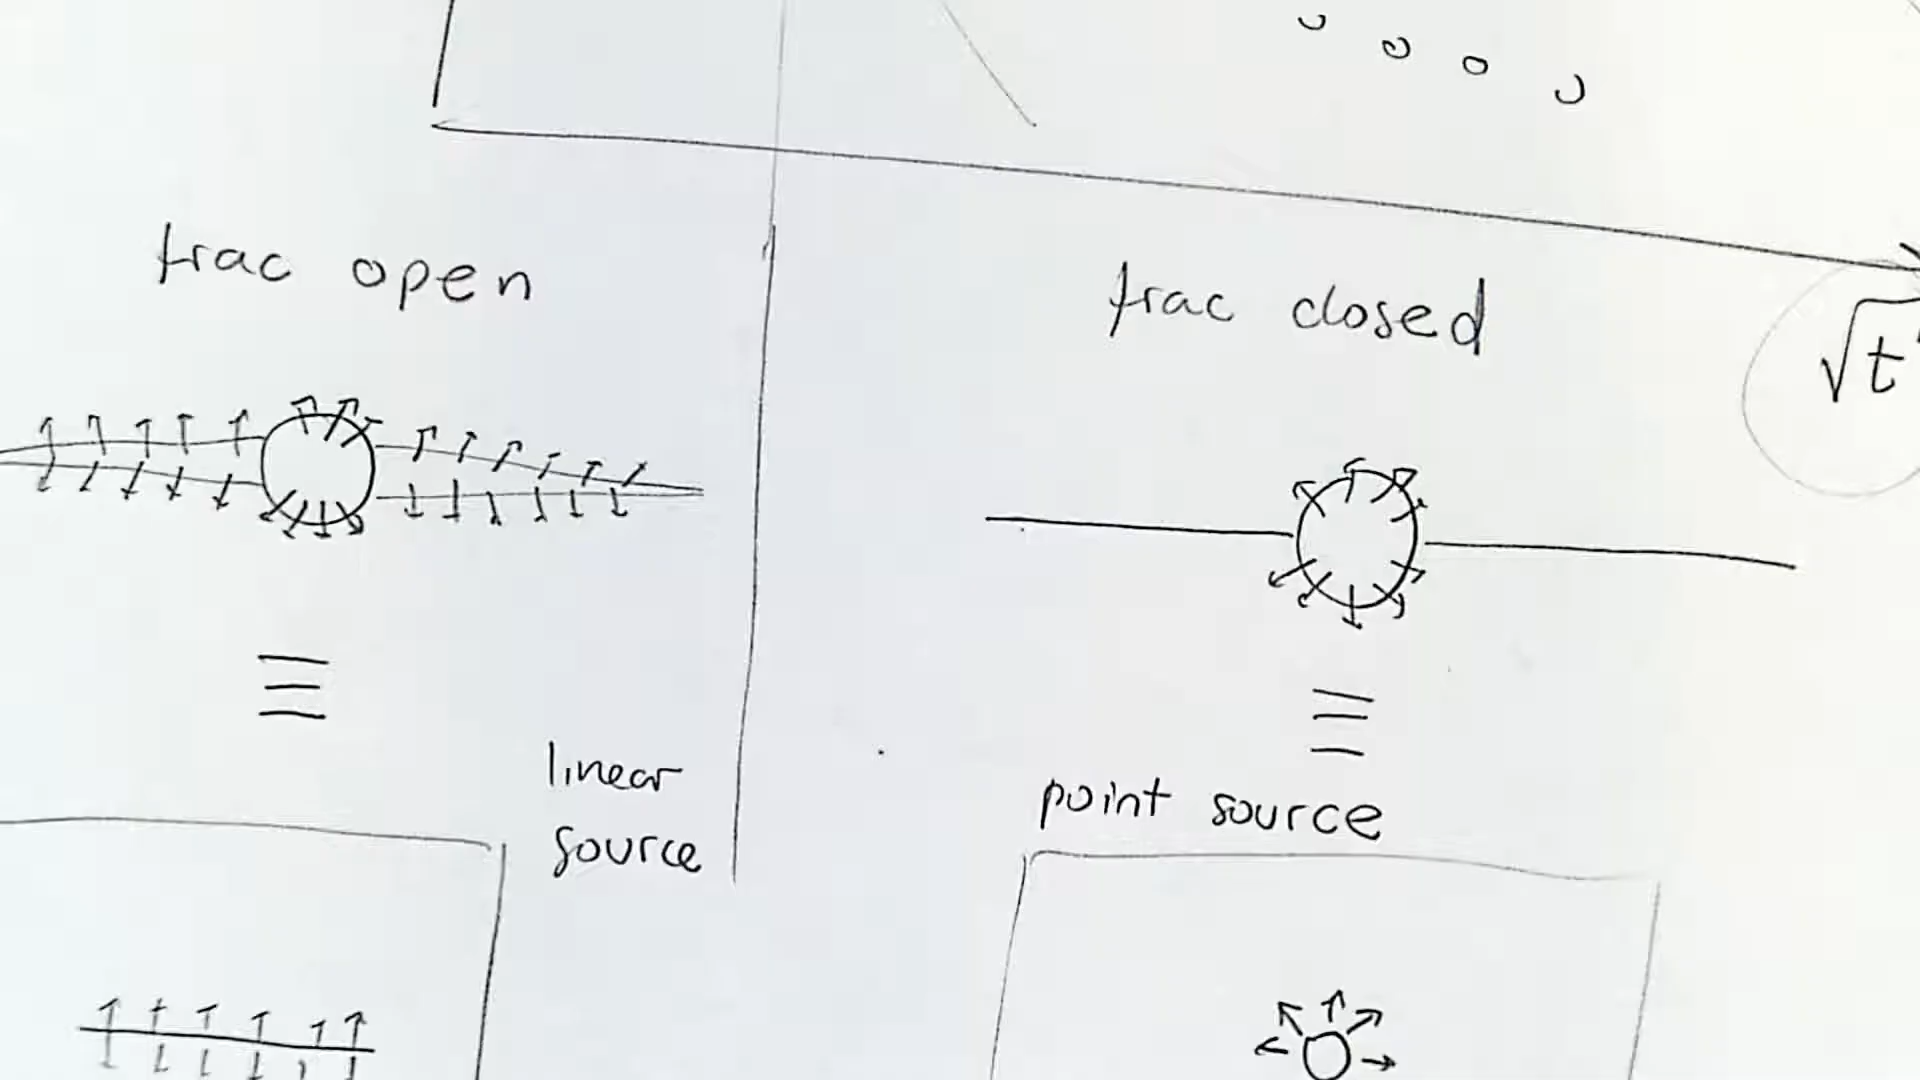 frac open
frac closed
√t
≡
≡
linear
source
point source